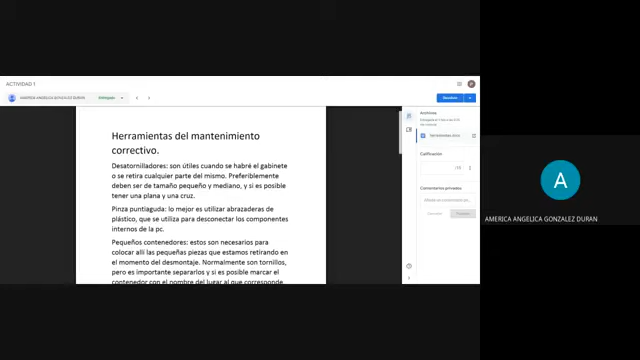 ACTIVIDAD 1
AMERICA ANGELICA GONZALEZ DURAN
Entregado
Devolver
Archivos
Herramientas del mantenimiento
correctivo.
Desatornilladores: son útiles cuando se habré el gabinete
o se retira cualquier parte del mismo. Preferiblemente
deben ser de tamaño pequeño y mediano, y si es posible
tener una plana y una cruz.
Pinza puntiaguda: lo mejor es utilizar abrazaderas de
plástico, que se utiliza para desconectar los componentes
internos de la pc.
Pequeños contenedores: estos son necesarios para
colocar allí las pequeñas piezas que estamos retirando en
el momento del desmontaje. Normalmente son tornillos,
pero es importante separarlos y si es posible marcar el
contenedor con el nombre del lugar al que corresponde
Calificación
Comentarios privados
Cancelar
Publicar
A
AMERICA ANGELICA GONZALEZ DURAN